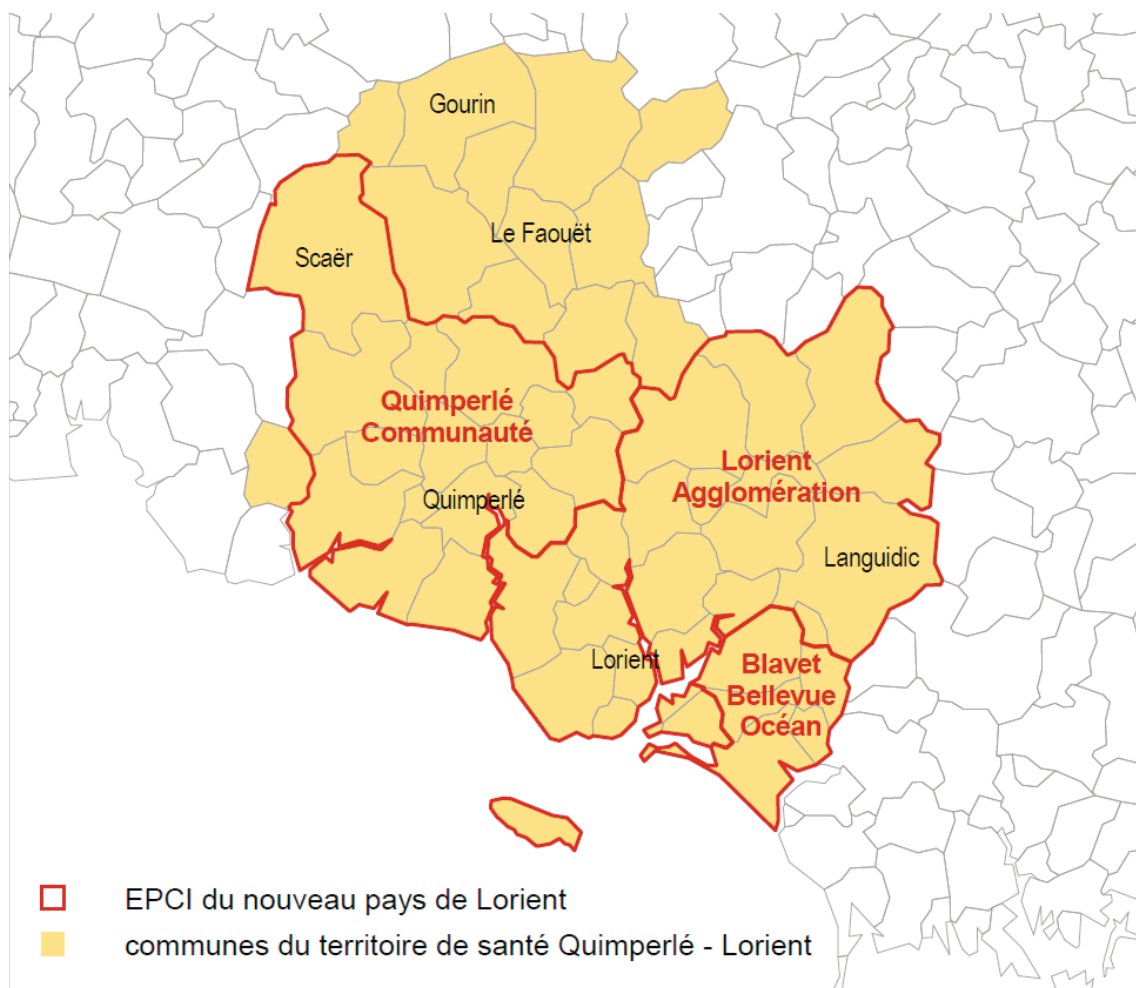 Gourin
Le Faouët
Scaër
Quimperlé
Communauté
Lorient
Agglomération
Quimperlé
Languidic
Lorient
Blavet
Bellevue
Océan
EPCI du nouveau pays de Lorient
communes du territoire de santé Quimperlé - Lorient